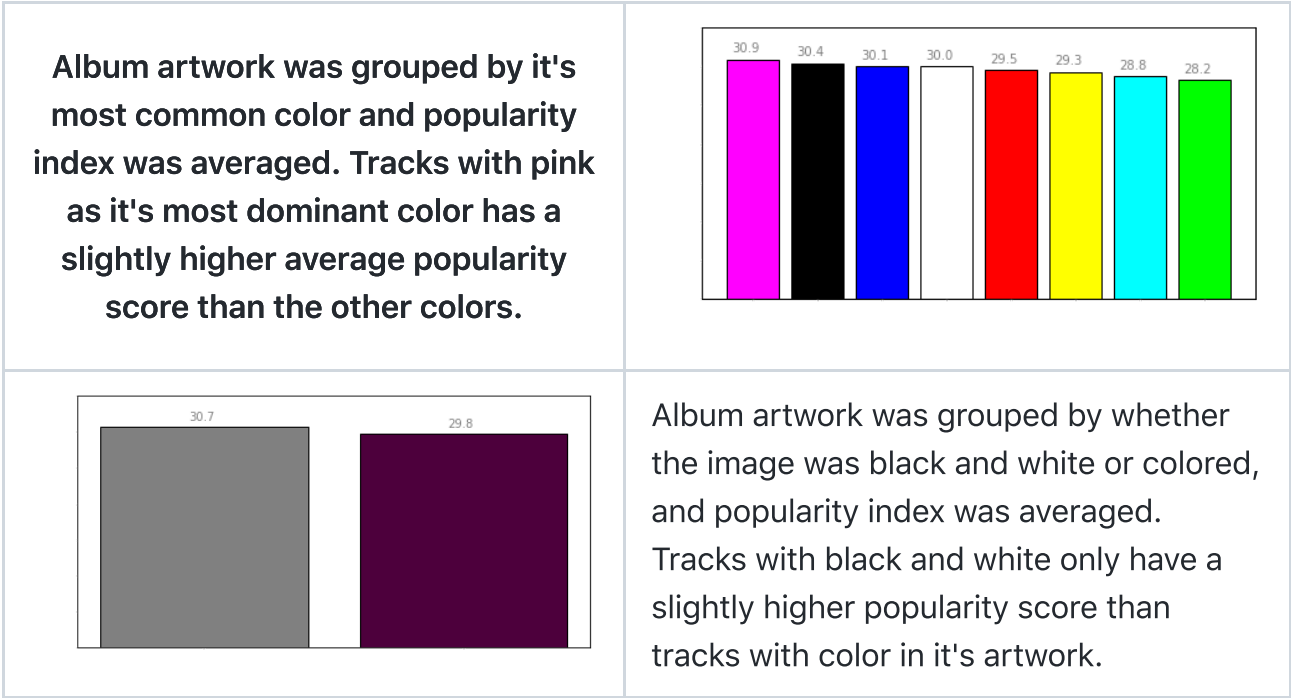 Album artwork was grouped by it's
most common color and popularity
index was averaged. Tracks with pink
as it's most dominant color has a
slightly higher average popularity
score than the other colors.
30.9 30.4 30.1 30.0 29.5 29.3 28.8 28.2
30.7 29.8
Album artwork was grouped by whether
the image was black and white or colored,
and popularity index was averaged.
Tracks with black and white only have a
slightly higher popularity score than
tracks with color in it's artwork.